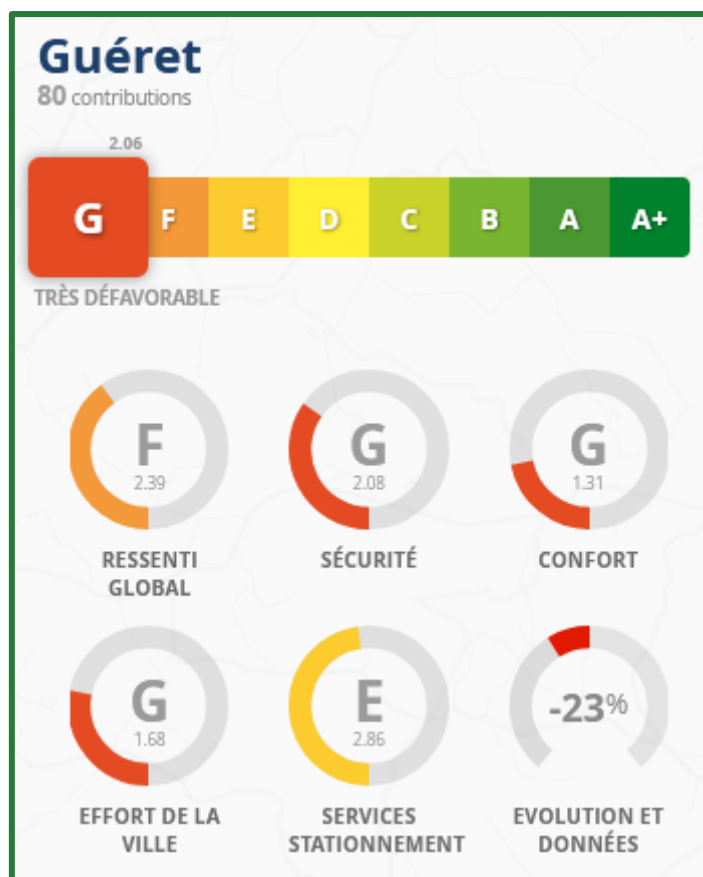 Guéret
80 contributions
2.06
G F E D C B A A+
TRÈS DÉFAVORABLE
F
2.39
RESSENTI
GLOBAL
G
2.08
SÉCURITÉ
G
1.31
CONFORT
G
1.68
EFFORT DE LA
VILLE
E
2.86
SERVICES
STATIONNEMENT
-23%
EVOLUTION ET
DONNÉES